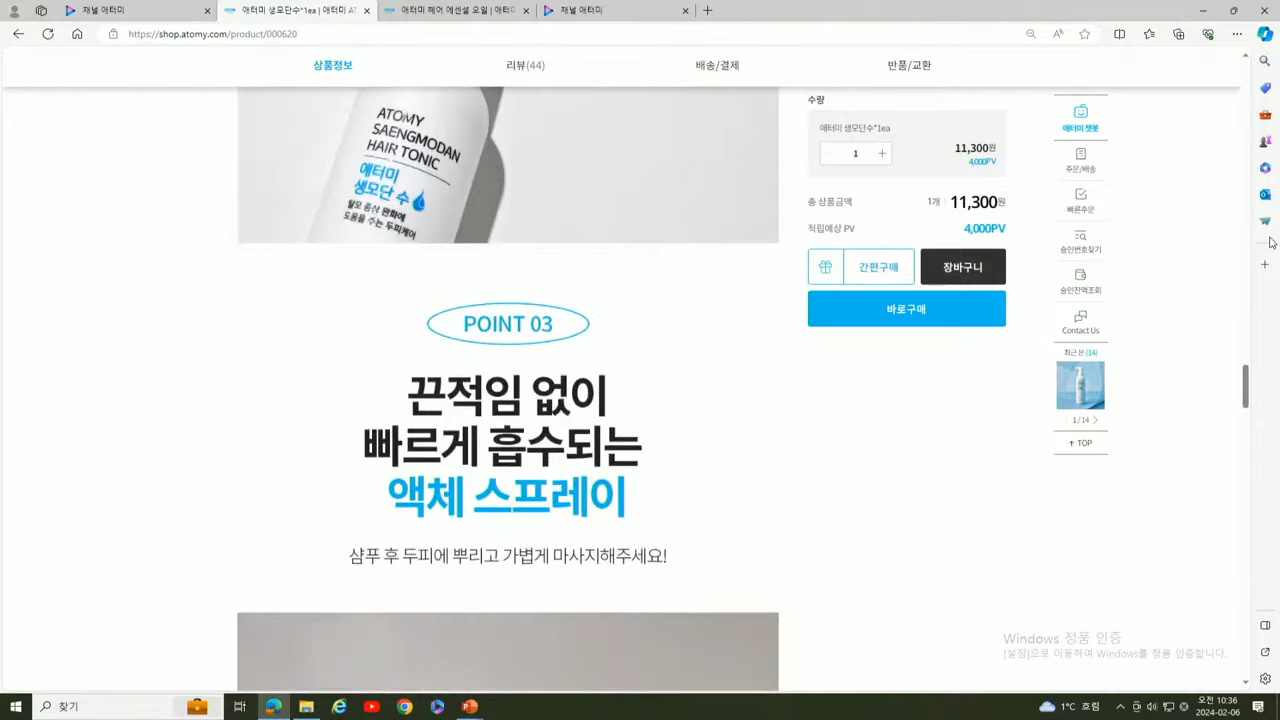 채널 애터미
애터미 생모단수*1ea | 애터미 AT
애터미 헤어 에센셜 오일 | 애터미
채널 애터미
https://shop.atomy.com/product/000620
상품정보
리뷰(44)
배송/결제
반품/교환
ATOMY
SAENGMODAN
HAIR TONIC
애터미
생모단 수
탈모 증상 완화에
도움을 주는 두피케어
POINT 03
끈적임 없이
빠르게 흡수되는
액체 스프레이
샴푸 후 두피에 뿌리고 가볍게 마사지해주세요!
수량
애터미 생모단수*1ea
1
11,300원
4,000PV
총 상품금액
1개
11,300원
적립예상 PV
4,000PV
간편구매
장바구니
바로구매
애터미 챗봇
주문/배송
빠른주문
승인번호찾기
승인잔액조회
Contact Us
최근 본 (14)
1 / 14
TOP
Windows 정품 인증
[설정]으로 이동하여 Windows를 정품 인증합니다.
찾기
1°C 흐림
오전 10:36
2024-02-06